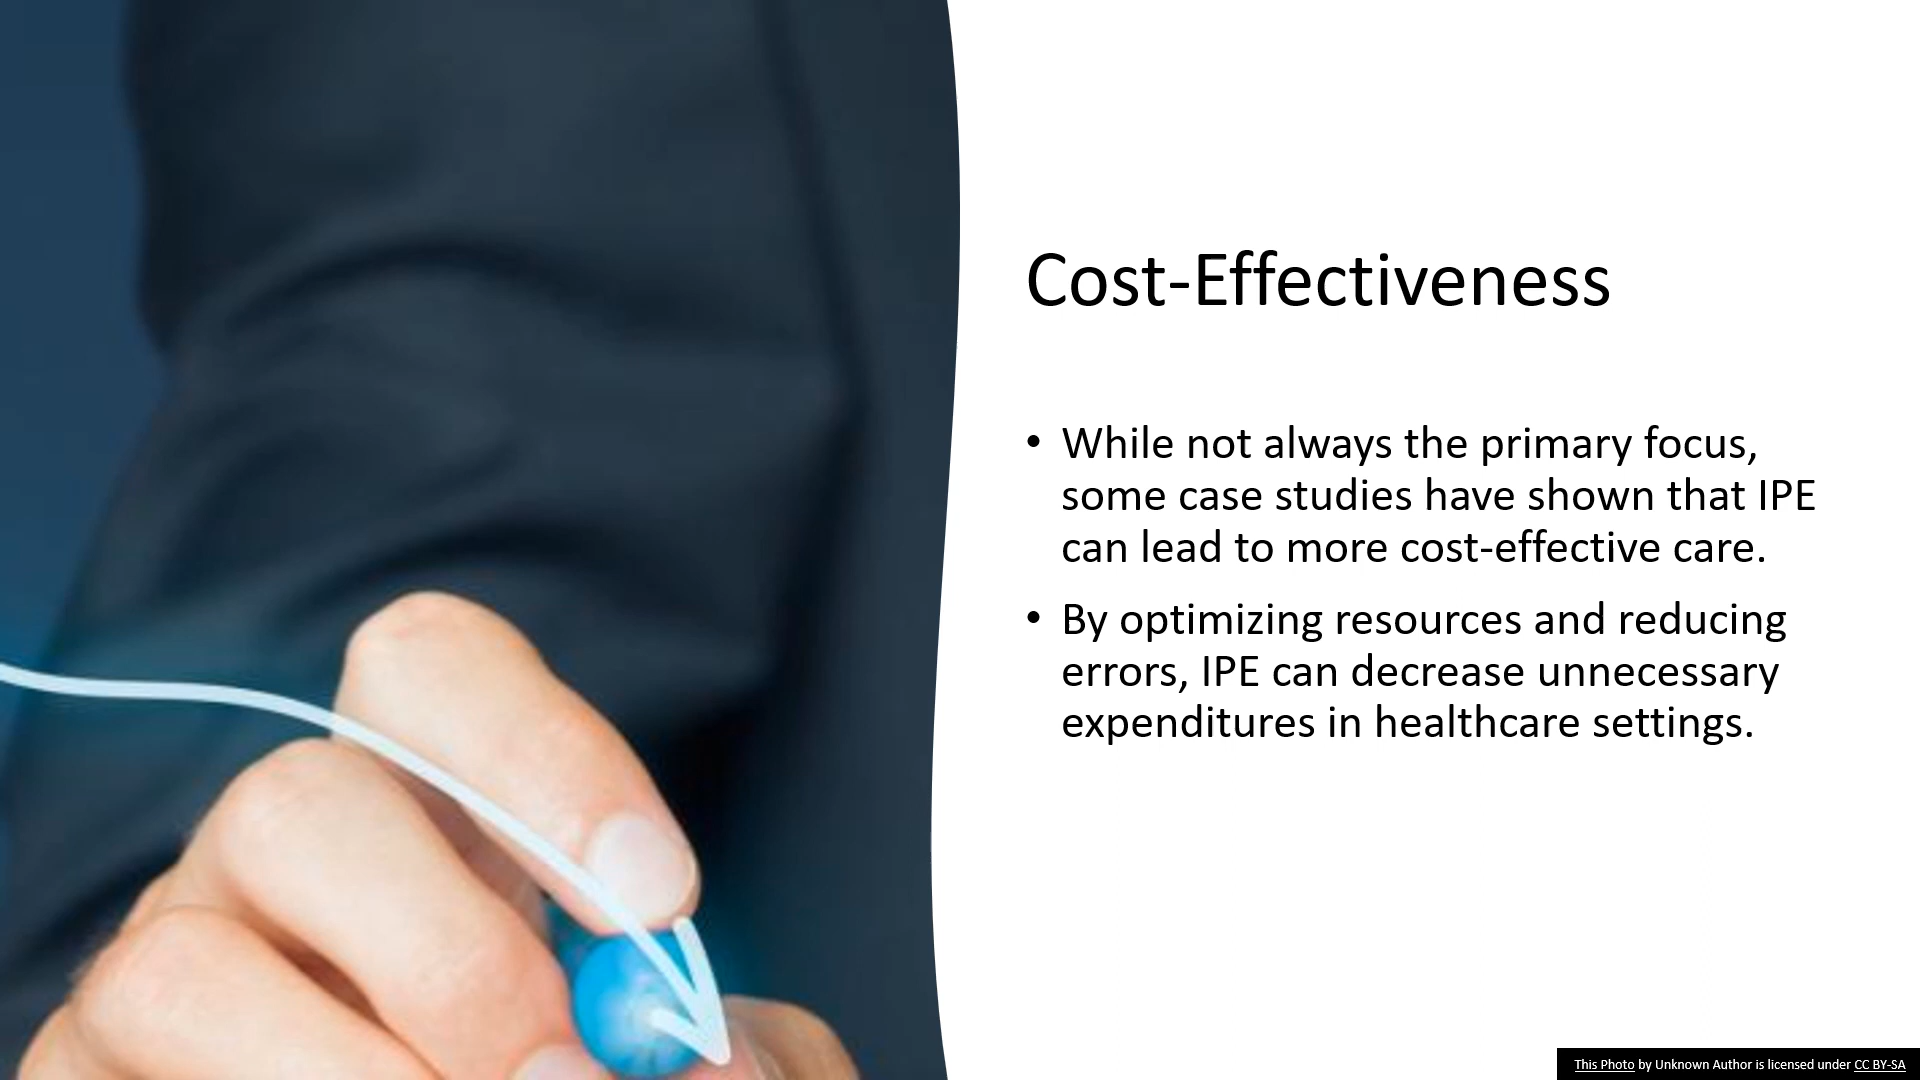 Cost-Effectiveness
• While not always the primary focus,
some case studies have shown that IPE
can lead to more cost-effective care.
• By optimizing resources and reducing
errors, IPE can decrease unnecessary
expenditures in healthcare settings.
This Photo by Unknown Author is licensed under CC BY-SA